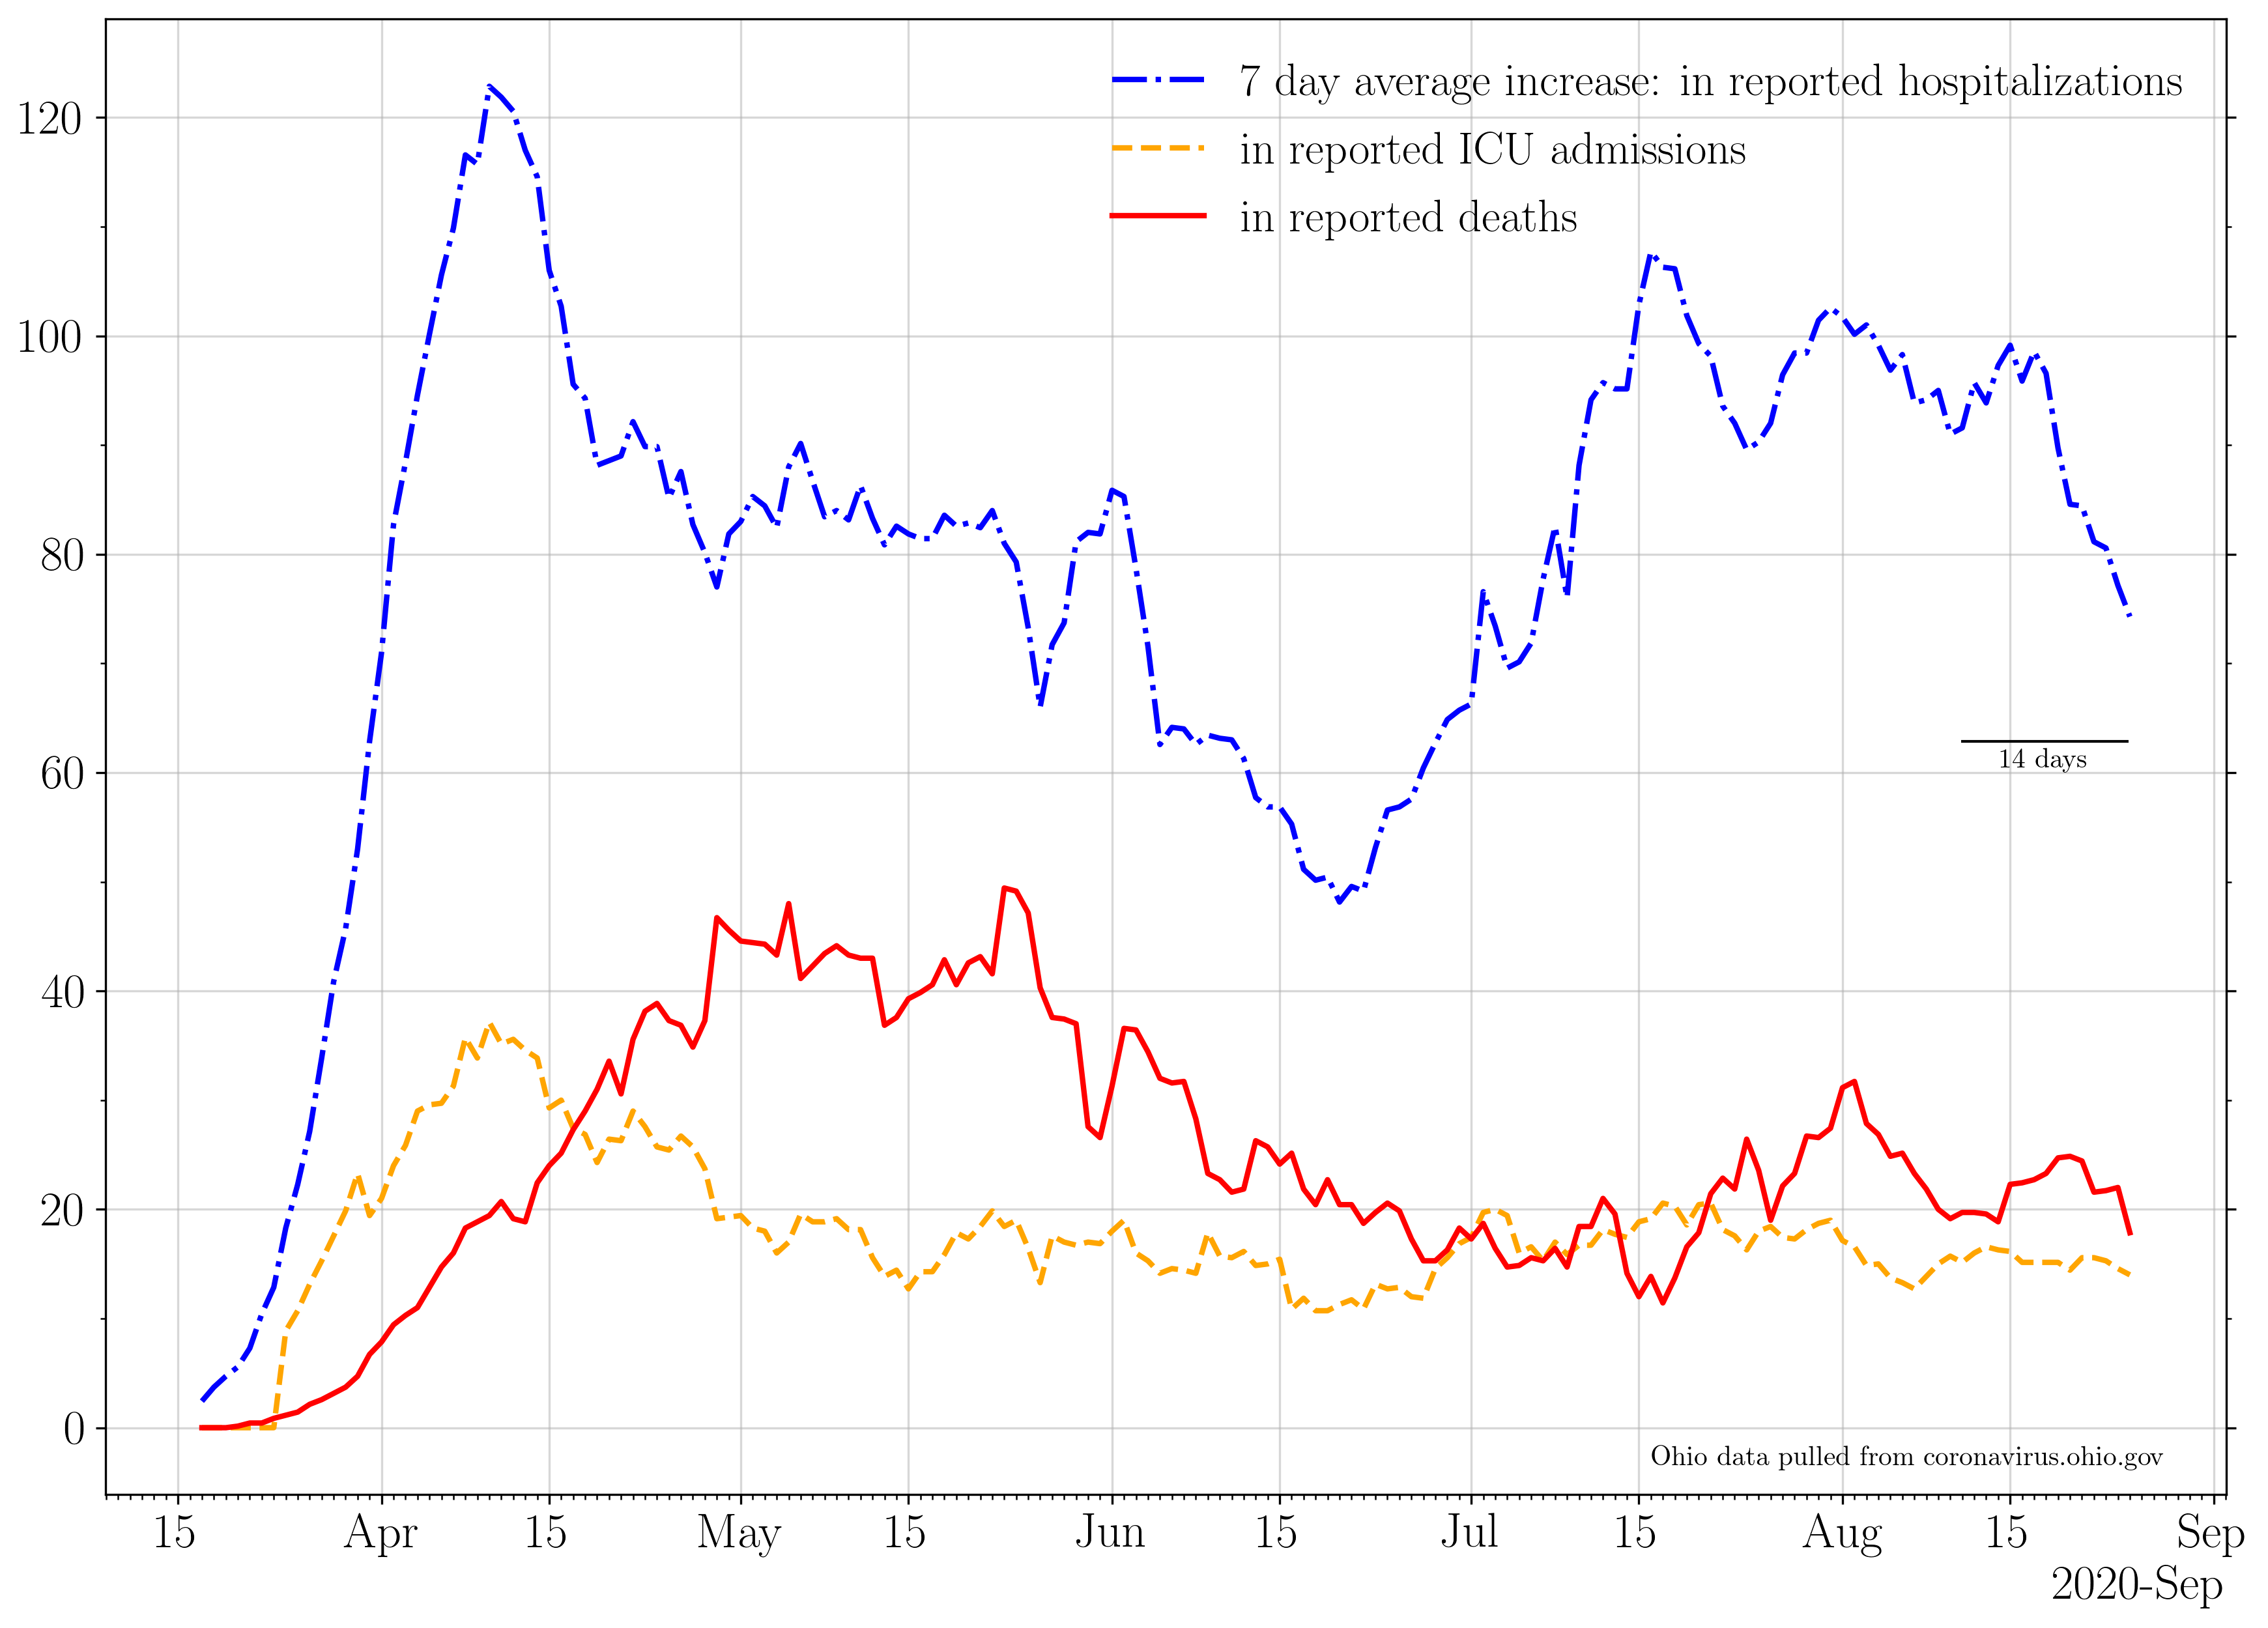 7 day average increase: in reported hospitalizations
in reported ICU admissions
in reported deaths
120
100
80
60
40
20
0
14 days
Ohio data pulled from coronavirus.ohio.gov
15 Apr 15 May 15 Jun 15 Jul 15 Aug 15 Sep
2020-Sep